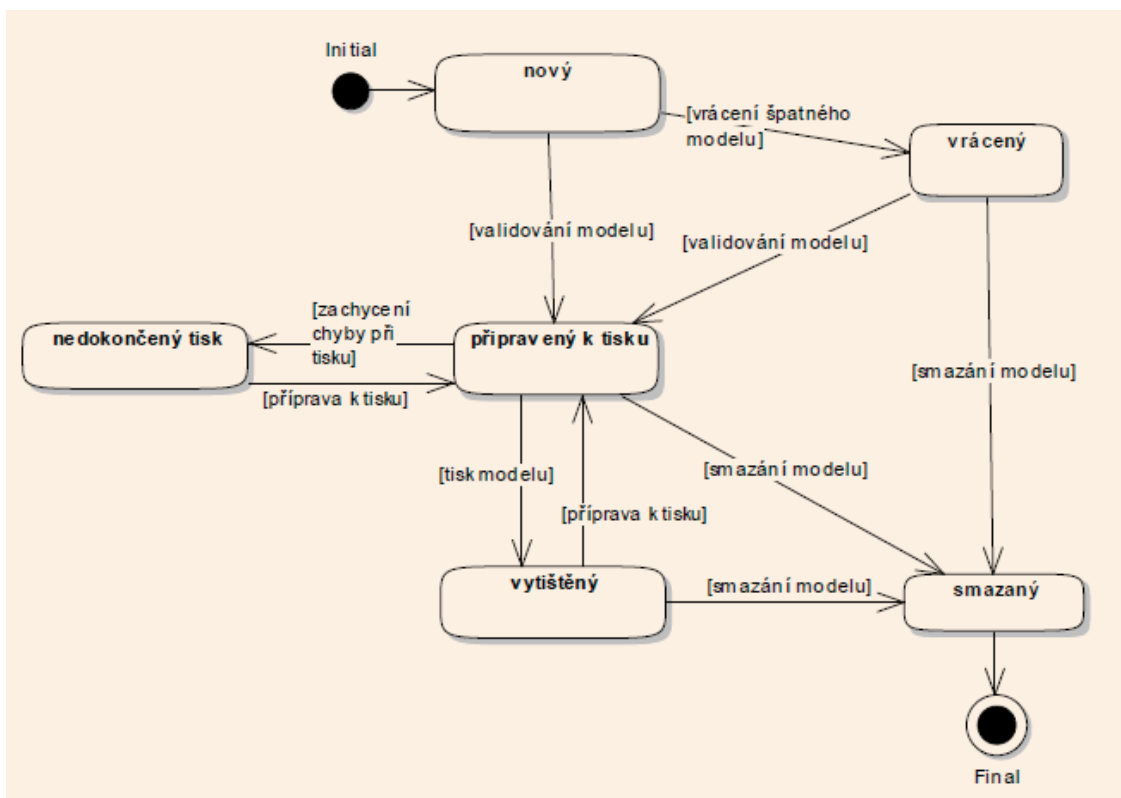 Initial
nový
[vrácení špatného
modelu]
vrácený
[validování modelu]
[validování modelu]
[zachycení
chyby při
tisku]
nedokončený tisk
připravený k tisku
[smazání modelu]
[příprava k tisku]
[tisk modelu]
[smazání modelu]
[příprava k tisku]
vytištěný
[smazání modelu]
smazaný
Final